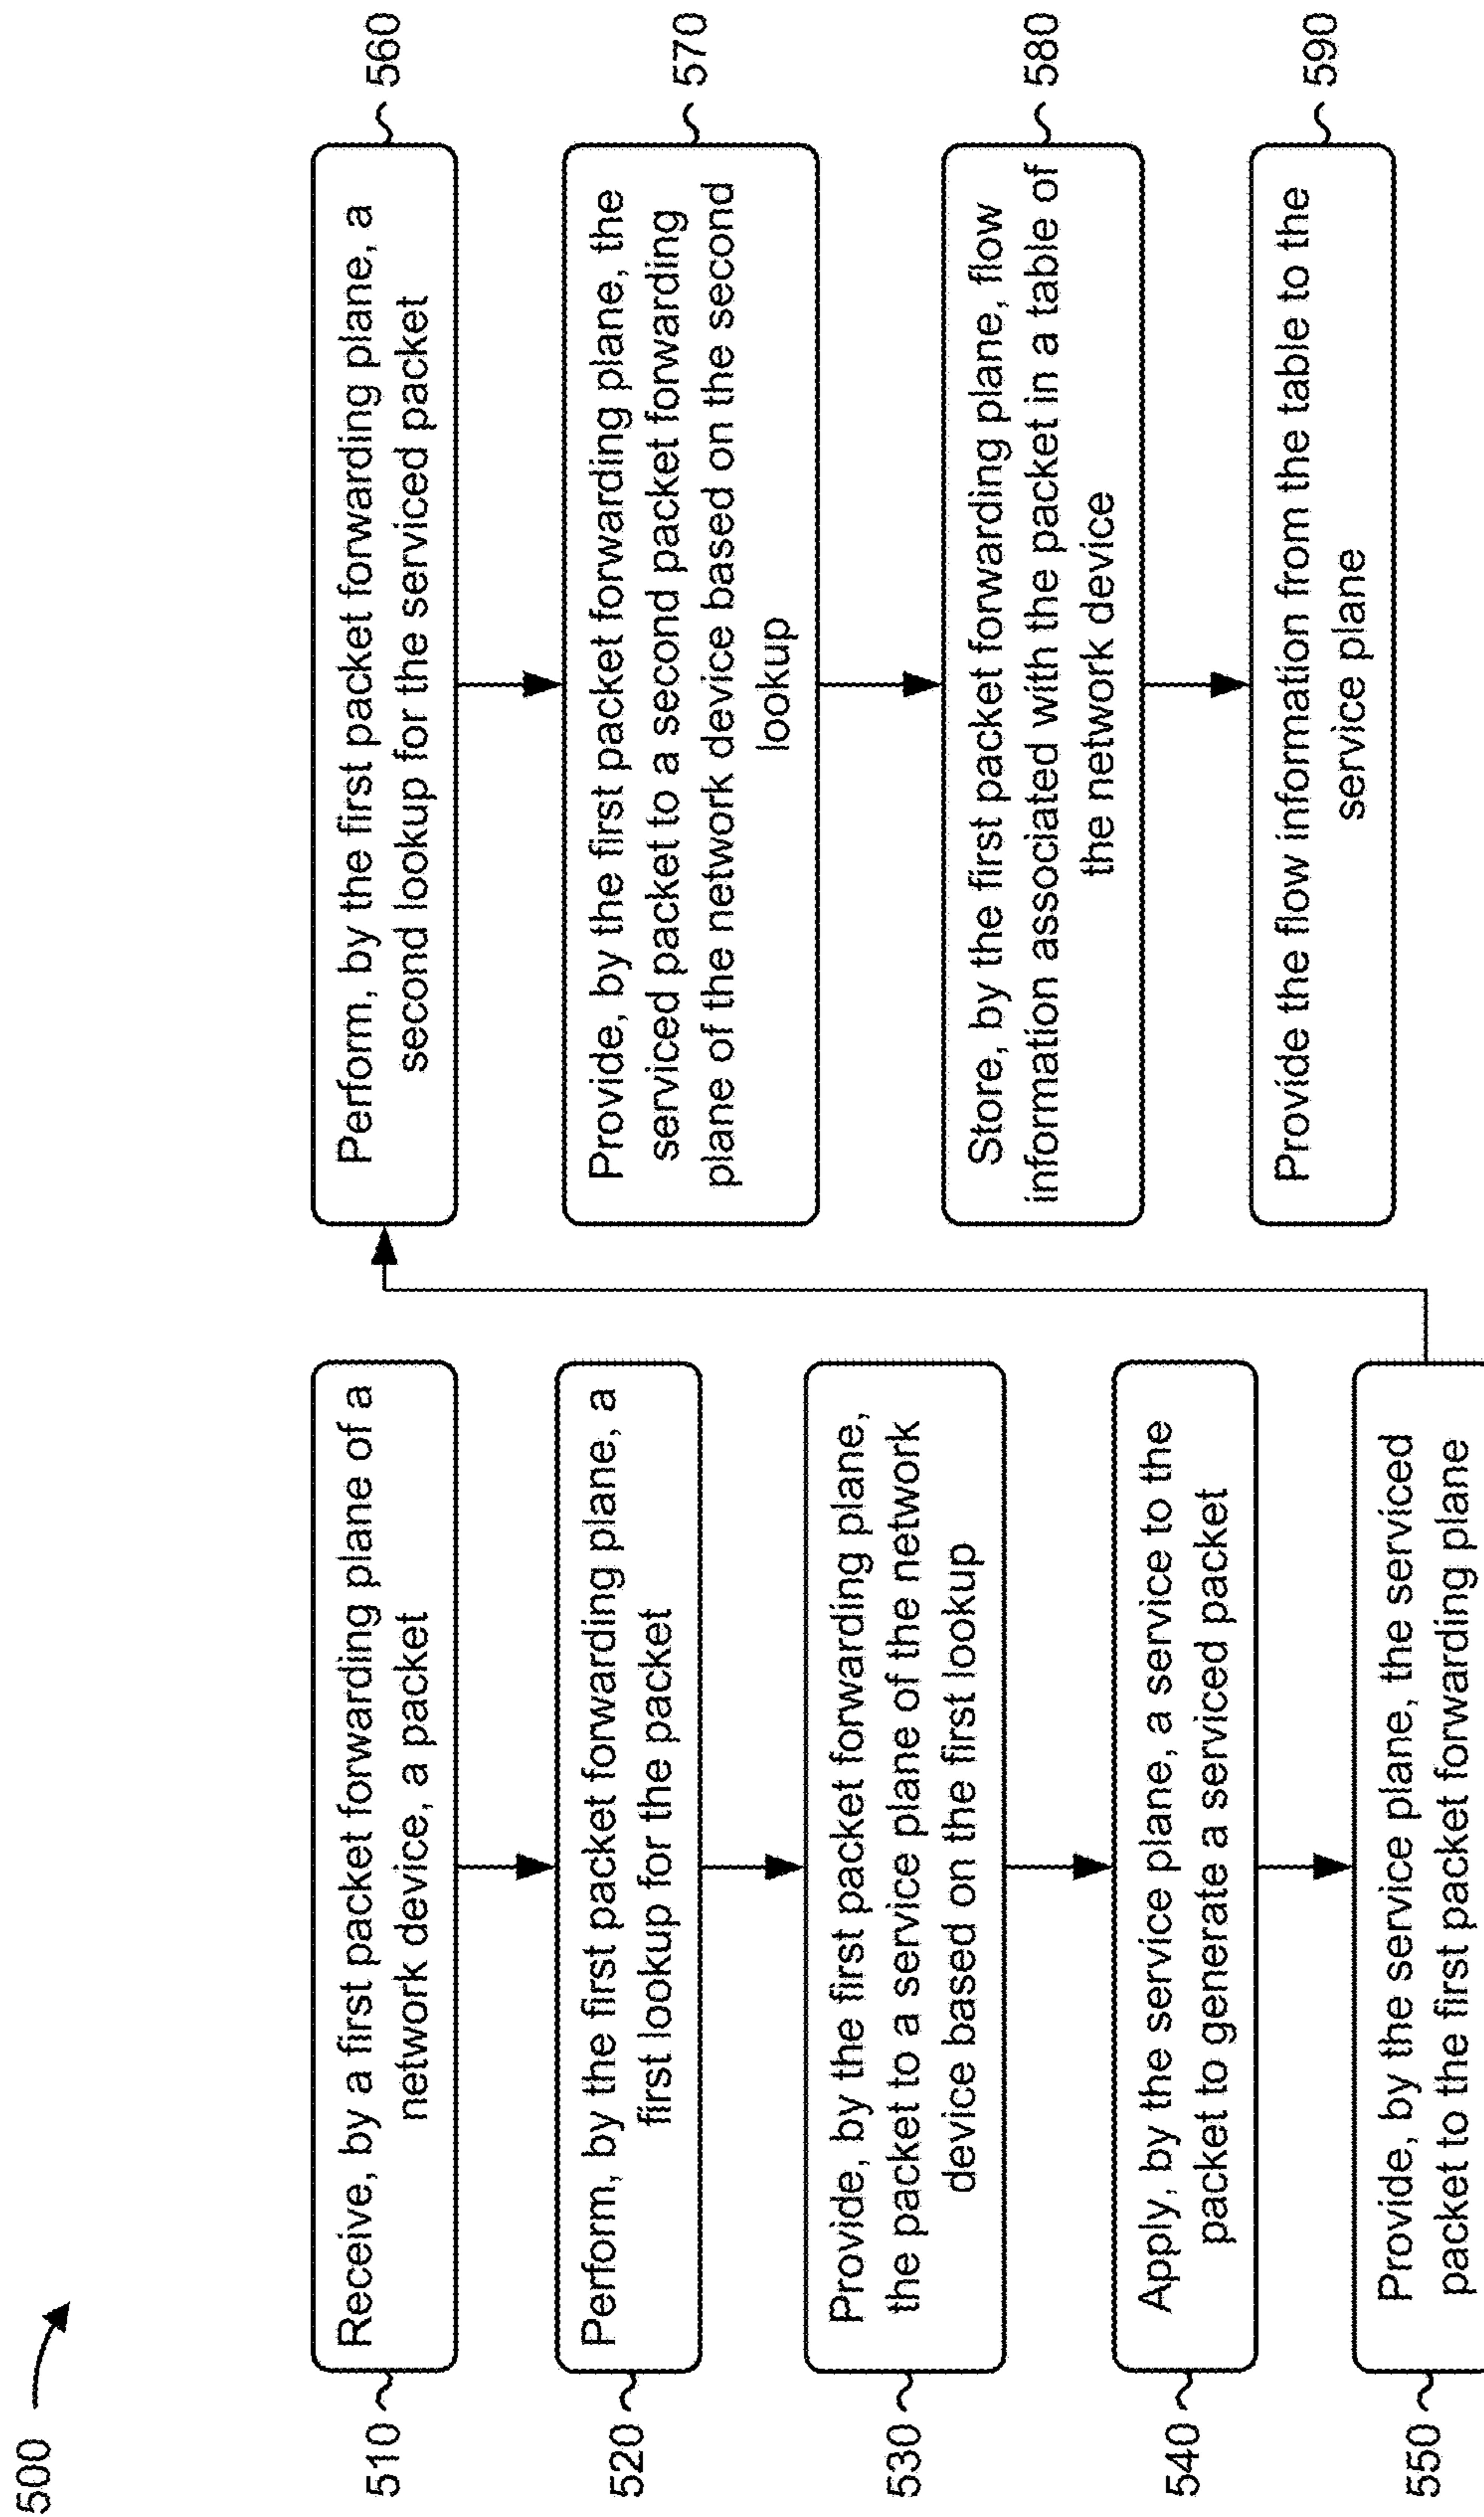 500
510
Receive, by a first packet forwarding plane of a
network device, a packet
520
Perform, by the first packet forwarding plane, a
first lookup for the packet
530
Provide, by the first packet forwarding plane,
the packet to a service plane of the network
device based on the first lookup
540
Apply, by the service plane, a service to the
packet to generate a serviced packet
550
Provide, by the service plane, the serviced
packet to the first packet forwarding plane
560
Perform, by the first packet forwarding plane, a
second lookup for the serviced packet
570
Provide, by the first packet forwarding plane, the
serviced packet to a second packet forwarding
plane of the network device based on the second
lookup
580
Store, by the first packet forwarding plane, flow
information associated with the packet in a table of
the network device
590
Provide the flow information from the table to the
service plane